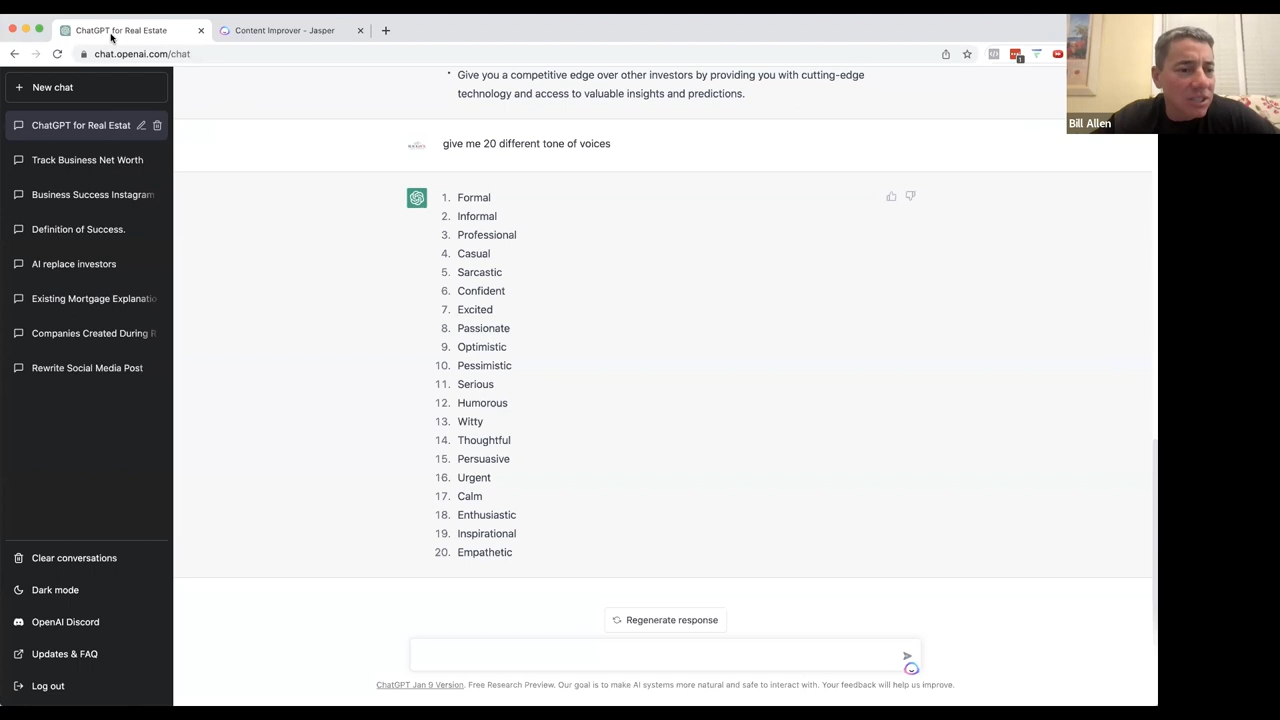 ChatGPT for Real Estate
Content Improver - Jasper
chat.openai.com/chat
1
Bill Allen
New chat
ChatGPT for Real Estat
Track Business Net Worth
Business Success Instagram
Definition of Success.
AI replace investors
Existing Mortgage Explanatio
Companies Created During R
Rewrite Social Media Post
Clear conversations
Dark mode
OpenAI Discord
Updates & FAQ
Log out
• Give you a competitive edge over other investors by providing you with cutting-edge
technology and access to valuable insights and predictions.
give me 20 different tone of voices
1. Formal
2. Informal
3. Professional
4. Casual
5. Sarcastic
6. Confident
7. Excited
8. Passionate
9. Optimistic
10. Pessimistic
11. Serious
12. Humorous
13. Witty
14. Thoughtful
15. Persuasive
16. Urgent
17. Calm
18. Enthusiastic
19. Inspirational
20. Empathetic
Regenerate response
ChatGPT Jan 9 Version. Free Research Preview. Our goal is to make AI systems more natural and safe to interact with. Your feedback will help us improve.